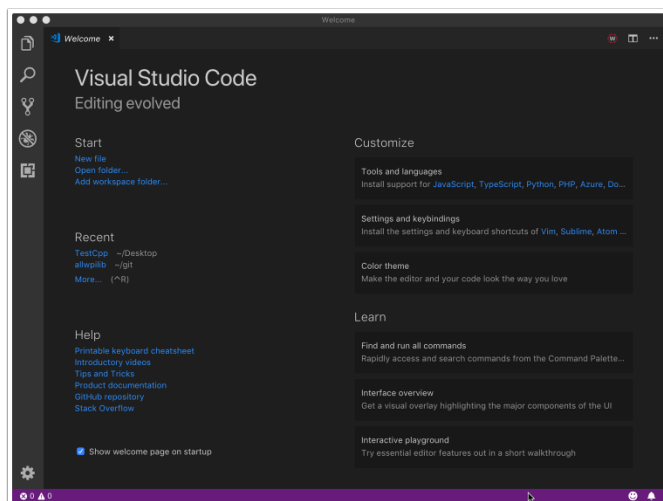 Welcome
Welcome ×
W
Visual Studio Code
Editing evolved
Start
New file
Open folder...
Add workspace folder...
Recent
TestCpp ~/Desktop
allwpilib ~/git
More... (^R)
Help
Printable keyboard cheatsheet
Introductory videos
Tips and Tricks
Product documentation
GitHub repository
Stack Overflow
Show welcome page on startup
Customize
Tools and languages
Install support for JavaScript, TypeScript, Python, PHP, Azure, Do...
Settings and keybindings
Install the settings and keyboard shortcuts of Vim, Sublime, Atom ...
Color theme
Make the editor and your code look the way you love
Learn
Find and run all commands
Rapidly access and search commands from the Command Palette...
Interface overview
Get a visual overlay highlighting the major components of the UI
Interactive playground
Try essential editor features out in a short walkthrough
0 0